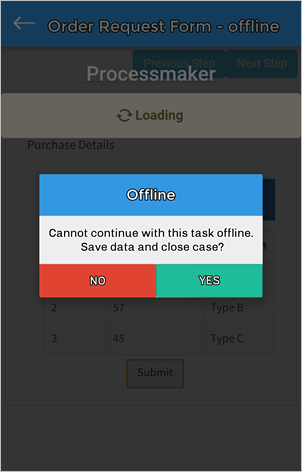 Order Request Form - offline
Previous Step
Next Step
Processmaker
Loading
Purchase Details
Offline
Cannot continue with this task offline.
Save data and close case?
NO
YES
2 57 Type B
3 45 Type C
Submit